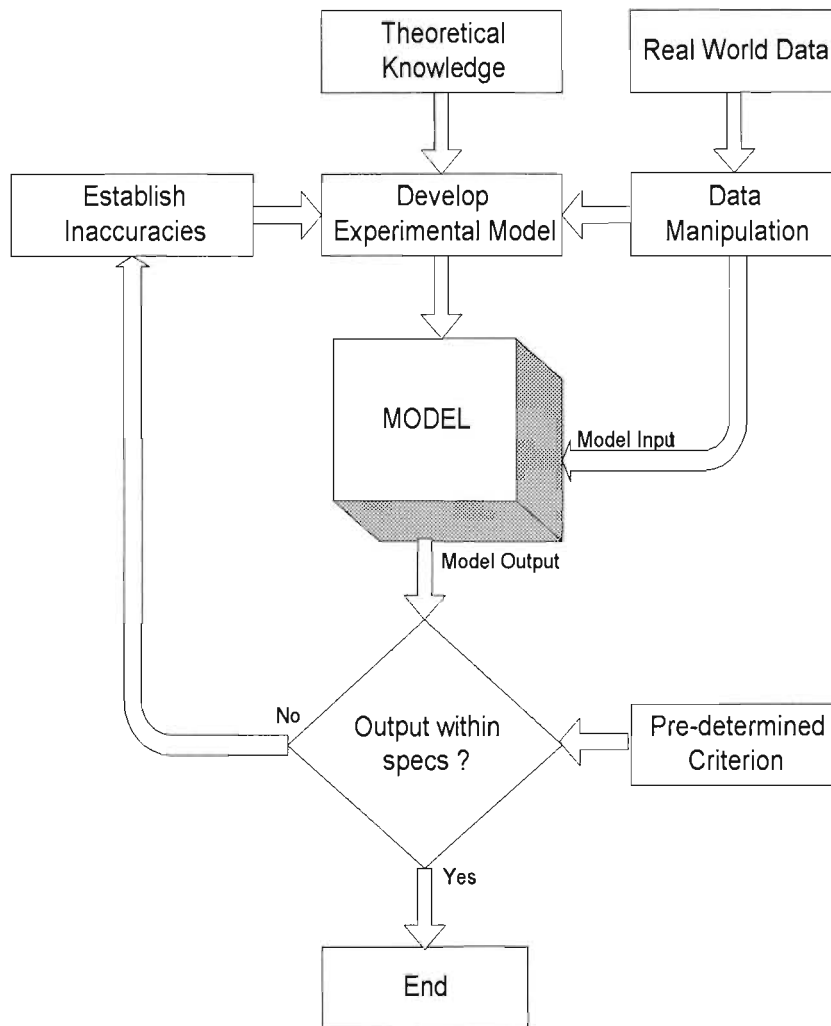 Theoretical
Knowledge
Real World Data
Establish
Inaccuracies
Develop
Experimental Model
Data
Manipulation
MODEL
Model Input
Model Output
No
Output within
specs ?
Pre-determined
Criterion
Yes
End